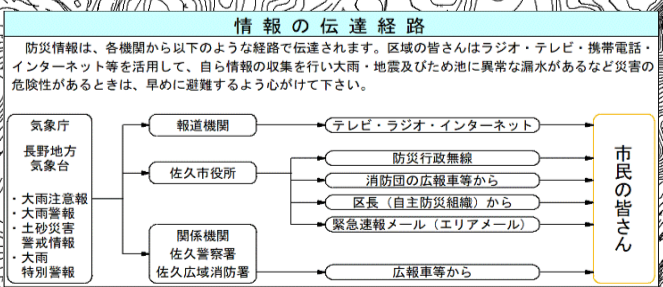 情報の伝達経路
防災情報は、各機関から以下のような経路で伝達されます。区域の皆さんはラジオ・テレビ・携帯電話・
インターネット等を活用して、自ら情報の収集を行い大雨・地震及びため池に異常な漏水があるなど災害の
危険性があるときは、早めに避難するよう心がけて下さい。
気象庁
長野地方
気象台
・大雨注意報
・大雨警報
・土砂災害
警戒情報
・大雨
特別警報
報道機関
佐久市役所
関係機関
佐久警察署
佐久広域消防署
テレビ・ラジオ・インターネット
防災行政無線
消防団の広報車等から
区長（自主防災組織）から
緊急速報メール（エリアメール）
広報車等から
市民の皆さん